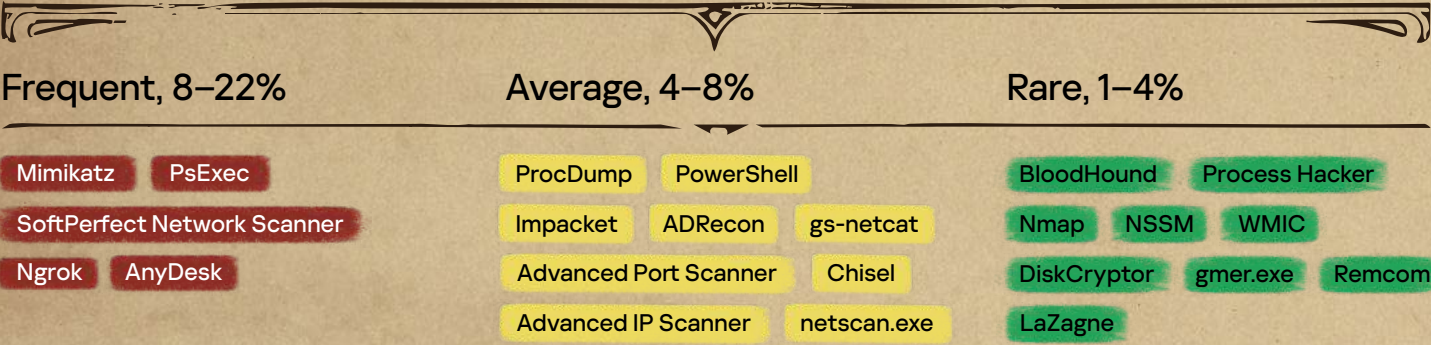 Frequent, 8–22%
Mimikatz PsExec
SoftPerfect Network Scanner
Ngrok AnyDesk
Average, 4–8%
ProcDump PowerShell
Impacket ADRecon gs-netcat
Advanced Port Scanner Chisel
Advanced IP Scanner netscan.exe
Rare, 1–4%
BloodHound Process Hacker
Nmap NSSM WMIC
DiskCryptor gmer.exe Remcom
LaZagne